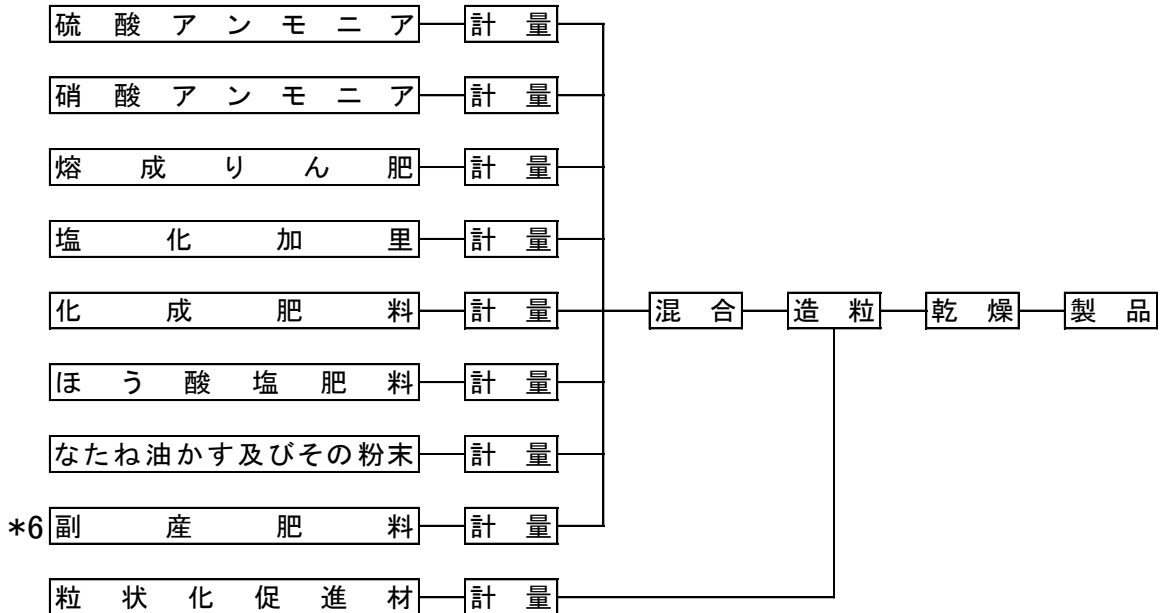 硫酸アンモニア 計量
硝酸アンモニア 計量
熔成りん肥 計量
塩化加里 計量
化成肥料 計量 混合 造粒 乾燥 製品
ほう酸塩肥料 計量
なたね油かす及びその粉末 計量
*6 副産肥料 計量
粒状化促進材 計量